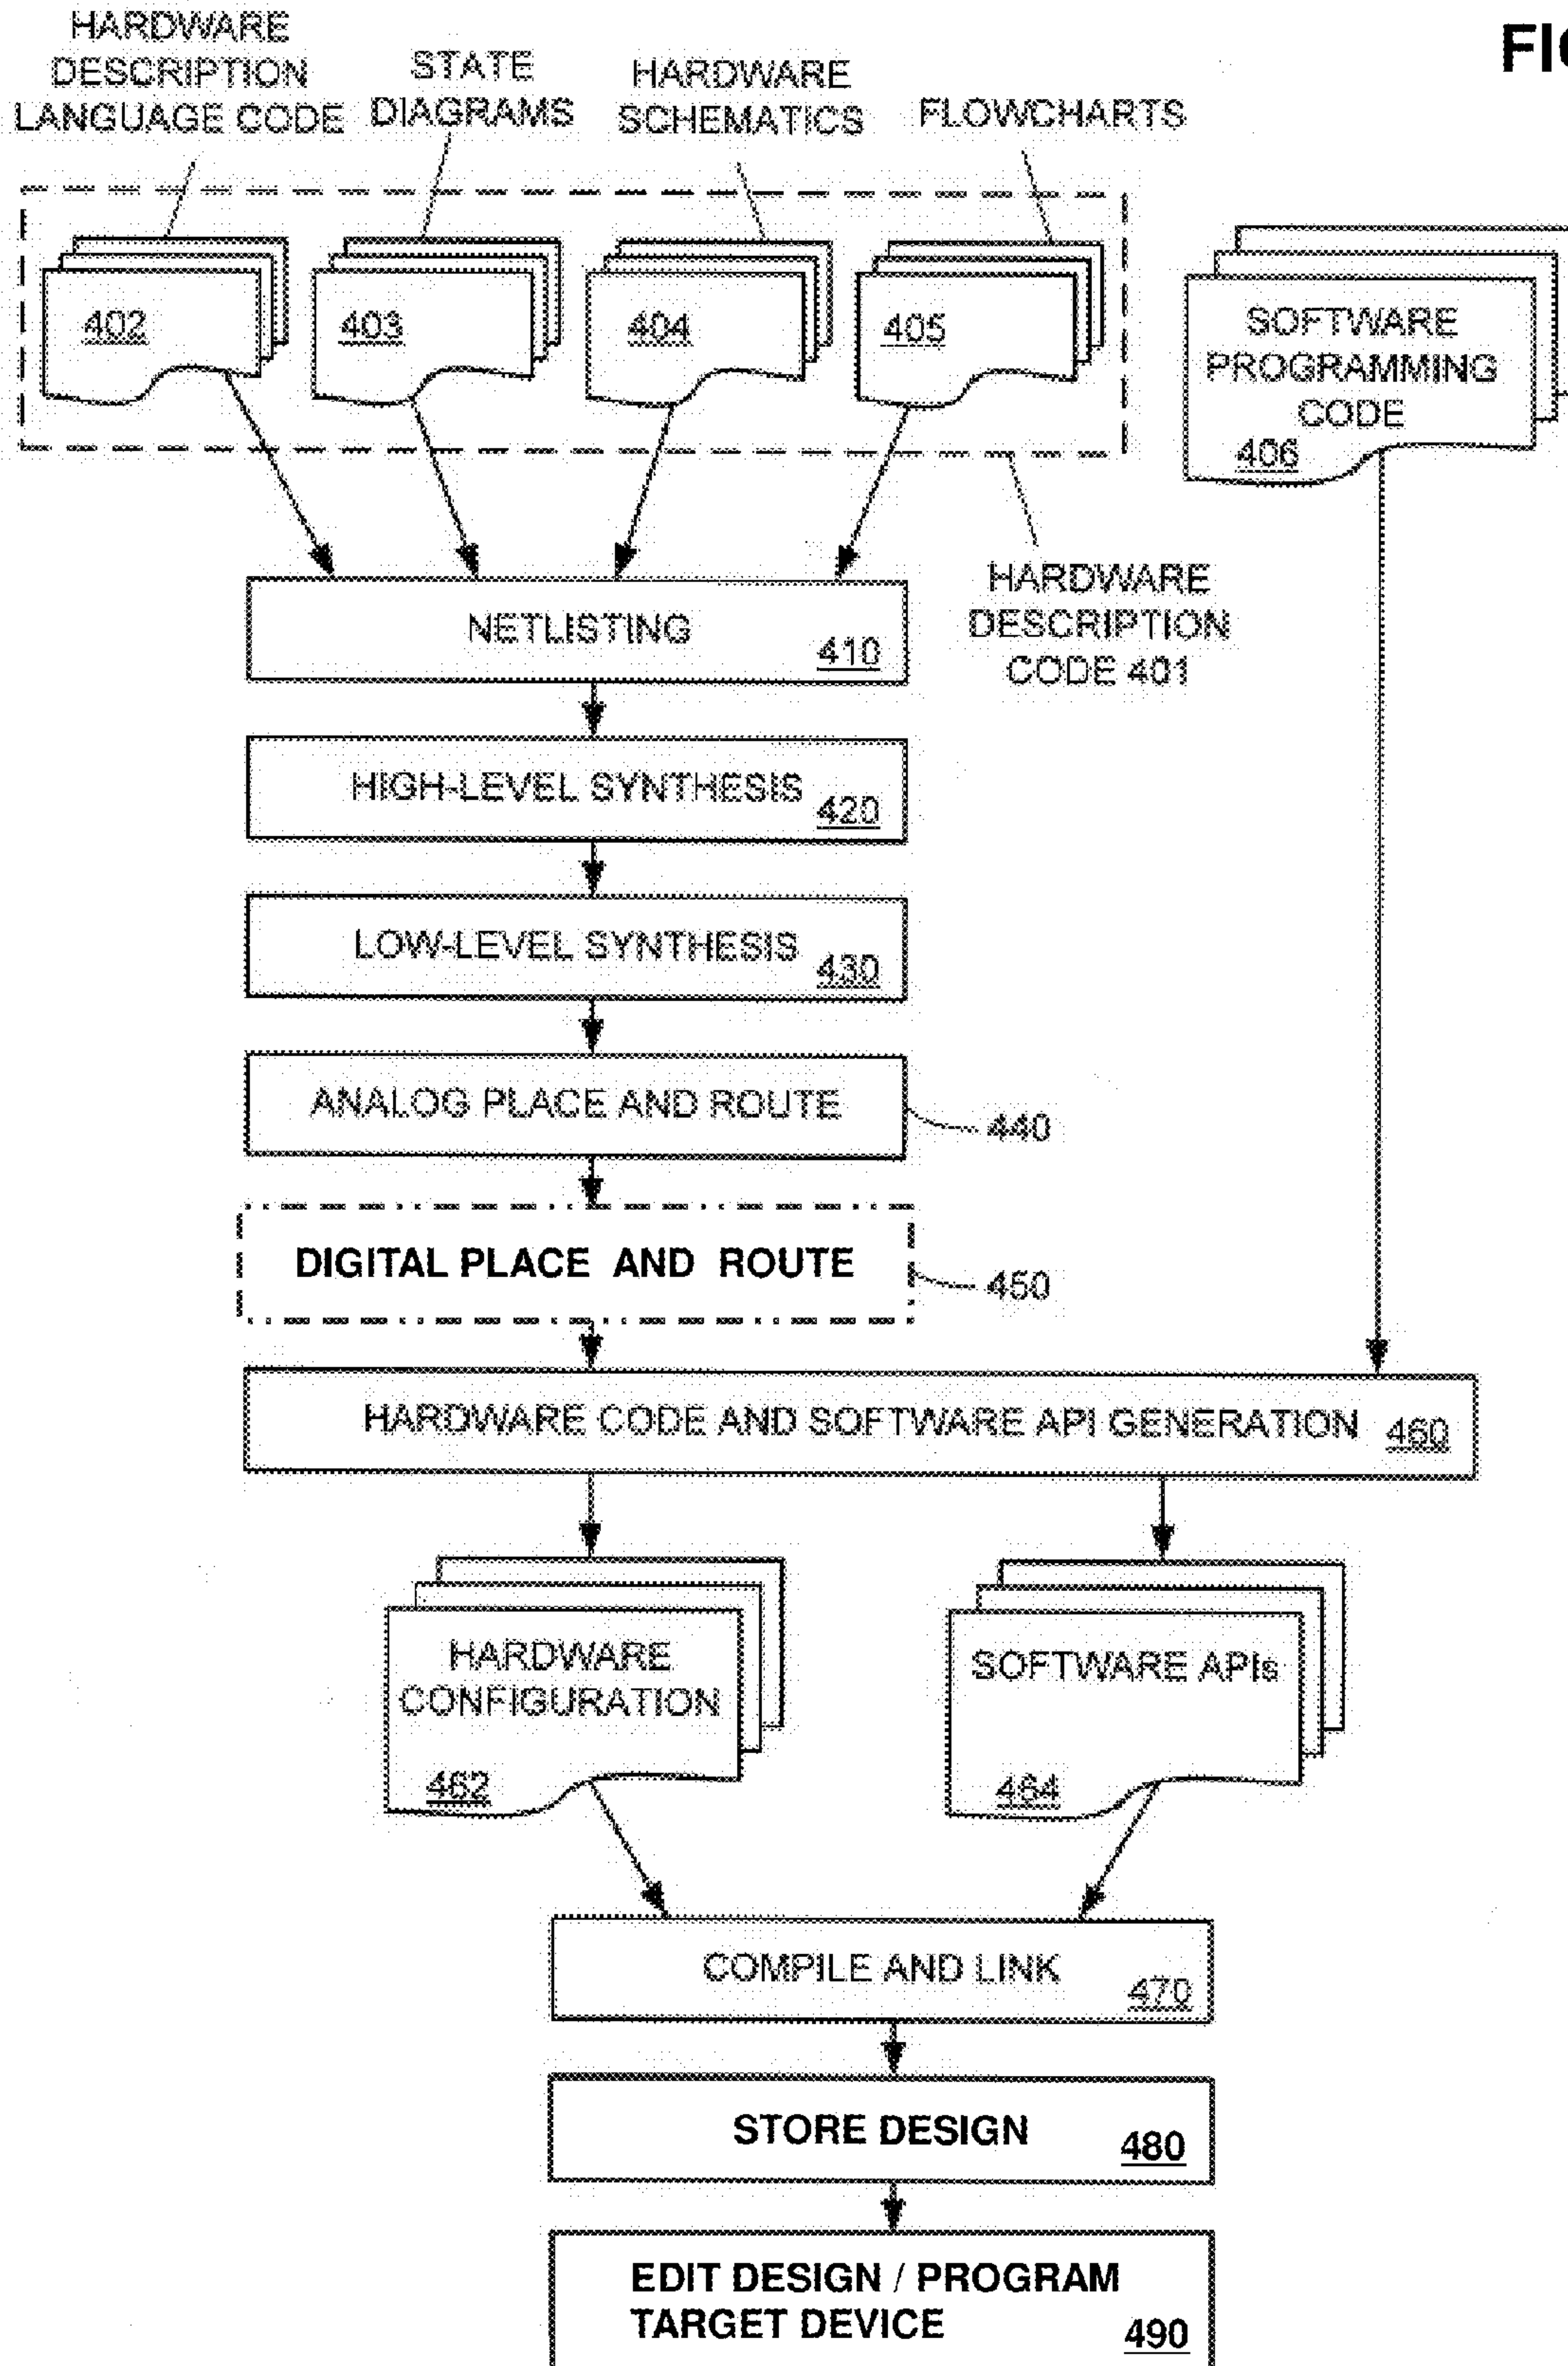 FIG
HARDWARE
DESCRIPTION
LANGUAGE CODE
STATE
DIAGRAMS
HARDWARE
SCHEMATICS
FLOWCHARTS
402
403
404
405
SOFTWARE
PROGRAMMING
CODE
406
HARDWARE
DESCRIPTION
CODE 401
NETLISTING
410
HIGH-LEVEL SYNTHESIS
420
LOW-LEVEL SYNTHESIS
430
ANALOG PLACE AND ROUTE
440
DIGITAL PLACE AND ROUTE
450
HARDWARE CODE AND SOFTWARE API GENERATION
460
HARDWARE
CONFIGURATION
462
SOFTWARE APIs
464
COMPILE AND LINK
470
STORE DESIGN
480
EDIT DESIGN / PROGRAM
TARGET DEVICE
490